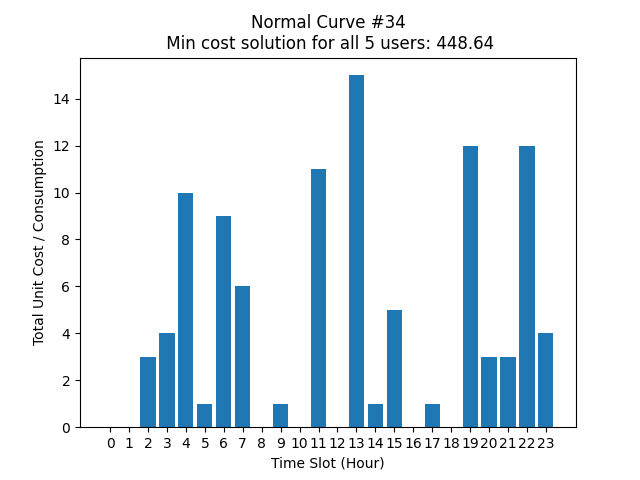 Normal Curve #34
Min cost solution for all 5 users: 448.64
Total Unit Cost / Consumption
14
12
10
8
6
4
2
0
0 1 2 3 4 5 6 7 8 9 10 11 12 13 14 15 16 17 18 19 20 21 22 23
Time Slot (Hour)